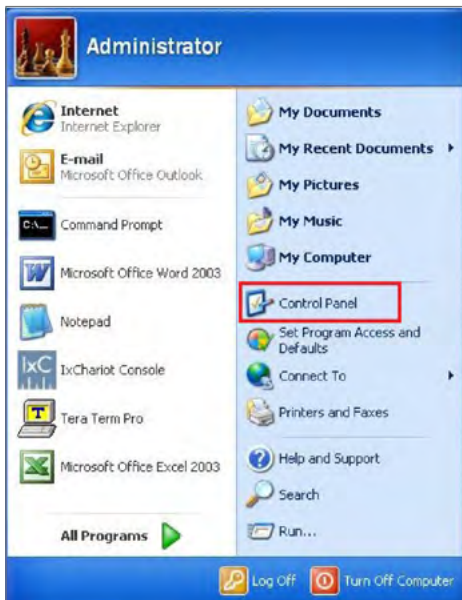 Administrator
Internet
Internet Explorer
E-mail
Microsoft Office Outlook
C:\_
Command Prompt
W
Microsoft Office Word 2003
Notepad
IxC
IxChariot Console
T
Tera Term Pro
Microsoft Office Excel 2003
All Programs
My Documents
My Recent Documents
My Pictures
My Music
My Computer
Control Panel
Set Program Access and
Defaults
Connect To
Printers and Faxes
Help and Support
Search
Run...
Log Off
Turn Off Computer